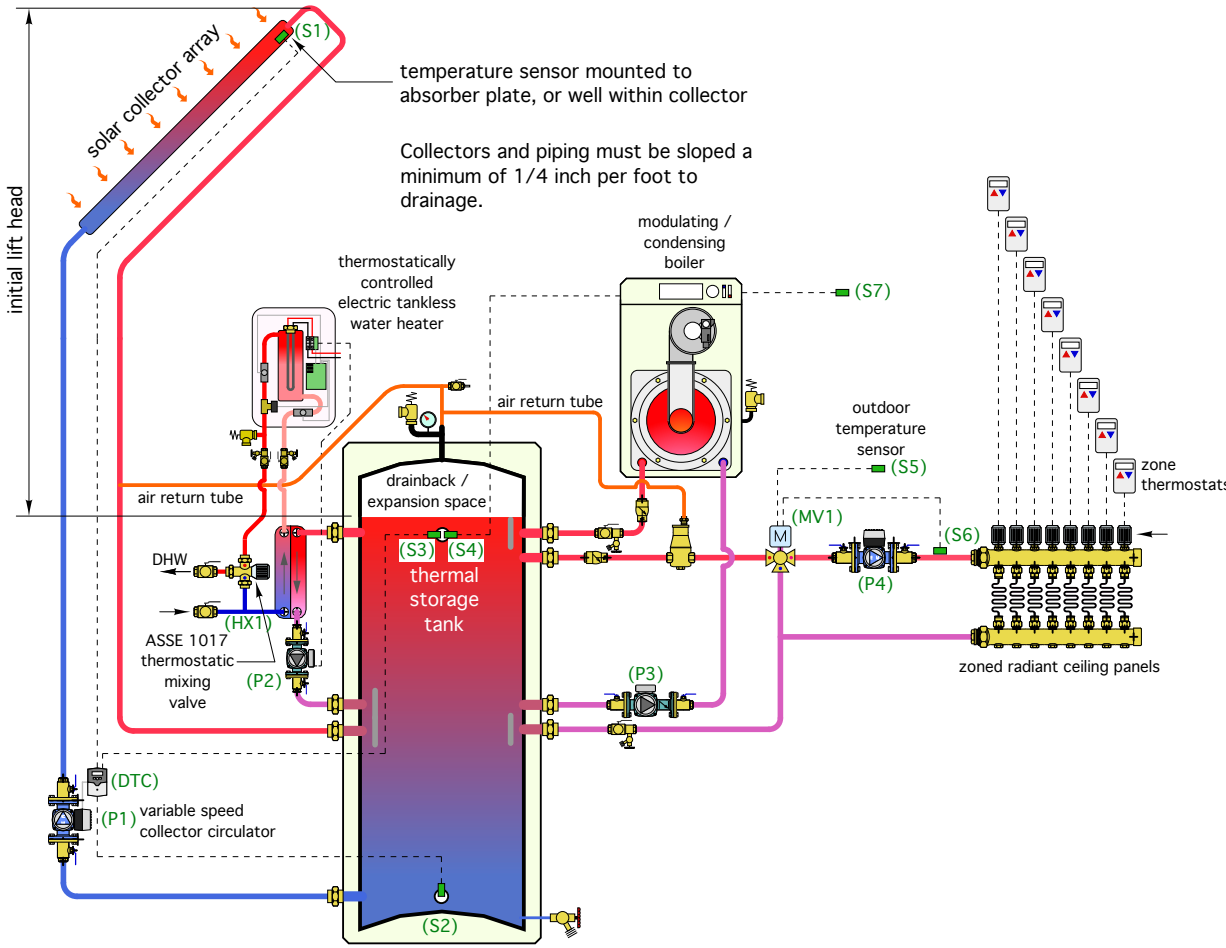 initial lift head
solar collector array
(S1)
temperature sensor mounted to
absorber plate, or well within collector
Collectors and piping must be sloped a
minimum of 1/4 inch per foot to
drainage.
modulating /
condensing
boiler
thermostatically
controlled
electric tankless
water heater
(S7)
air return tube
outdoor
temperature
sensor
(S5)
zone
thermostats
air return tube
drainback /
expansion space
(MV1)
M
(S6)
(S3)
(S4)
thermal
storage
tank
(P4)
DHW
(HX1)
ASSE 1017
thermostatic
mixing
valve
(P2)
(P3)
zoned radiant ceiling panels
(DTC)
(P1)
variable speed
collector circulator
(S2)